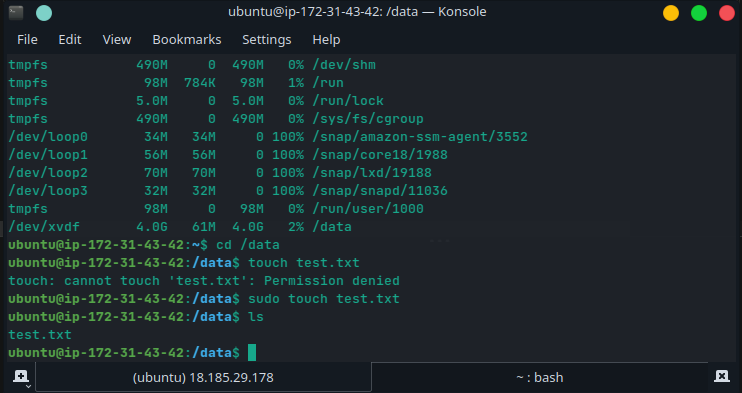 ubuntu@ip-172-31-43-42: /data — Konsole
File Edit View Bookmarks Settings Help
tmpfs 490M 0 490M 0% /dev/shm
tmpfs 98M 784K 98M 1% /run
tmpfs 5.0M 0 5.0M 0% /run/lock
tmpfs 490M 0 490M 0% /sys/fs/cgroup
/dev/loop0 34M 34M 0 100% /snap/amazon-ssm-agent/3552
/dev/loop1 56M 56M 0 100% /snap/core18/1988
/dev/loop2 70M 70M 0 100% /snap/lxd/19188
/dev/loop3 32M 32M 0 100% /snap/snapd/11036
tmpfs 98M 0 98M 0% /run/user/1000
/dev/xvdf 4.0G 61M 4.0G 2% /data
ubuntu@ip-172-31-43-42:~$ cd /data
ubuntu@ip-172-31-43-42:/data$ touch test.txt
touch: cannot touch 'test.txt': Permission denied
ubuntu@ip-172-31-43-42:/data$ sudo touch test.txt
ubuntu@ip-172-31-43-42:/data$ ls
test.txt
ubuntu@ip-172-31-43-42:/data$
(ubuntu) 18.185.29.178 ~ : bash